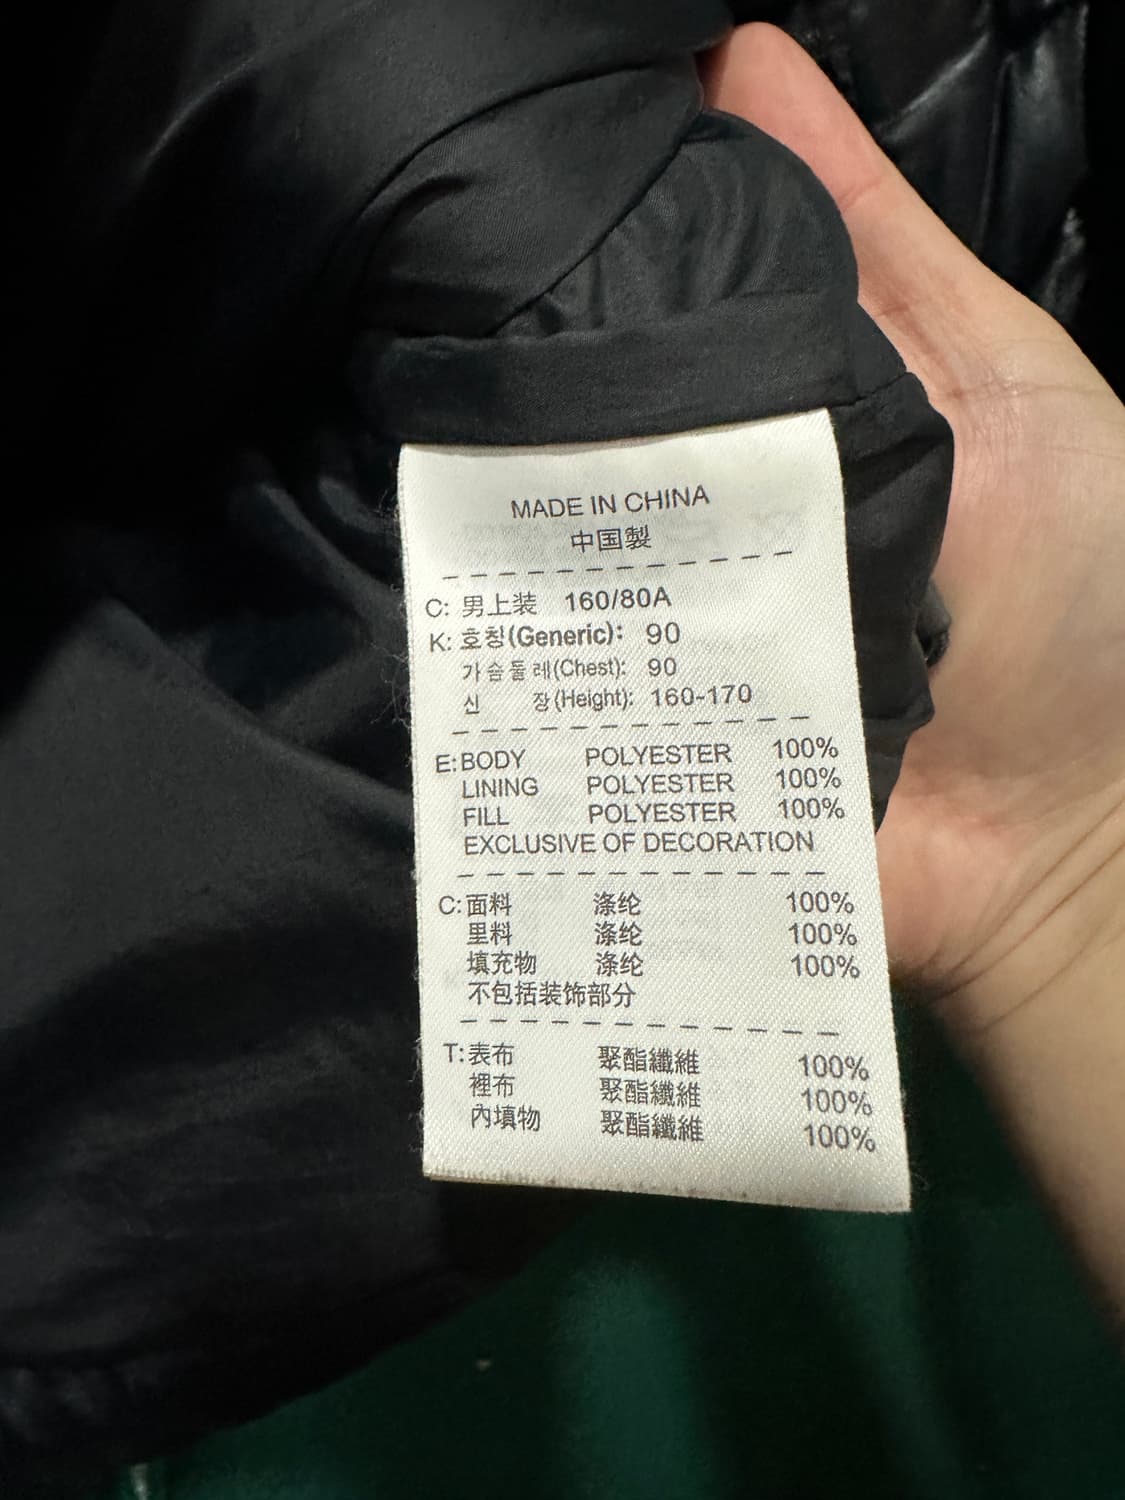 MADE IN CHINA
中国製
C: 男上装 160/80A
K: 호칭(Generic): 90
가슴둘레(Chest): 90
신 장(Height): 160-170
E: BODY POLYESTER 100%
LINING POLYESTER 100%
FILL POLYESTER 100%
EXCLUSIVE OF DECORATION
C: 面料 涤纶 100%
里料 涤纶 100%
填充物 涤纶 100%
不包括装饰部分
T: 表布 聚酯纖維 100%
裡布 聚酯纖維 100%
內填物 聚酯纖維 100%